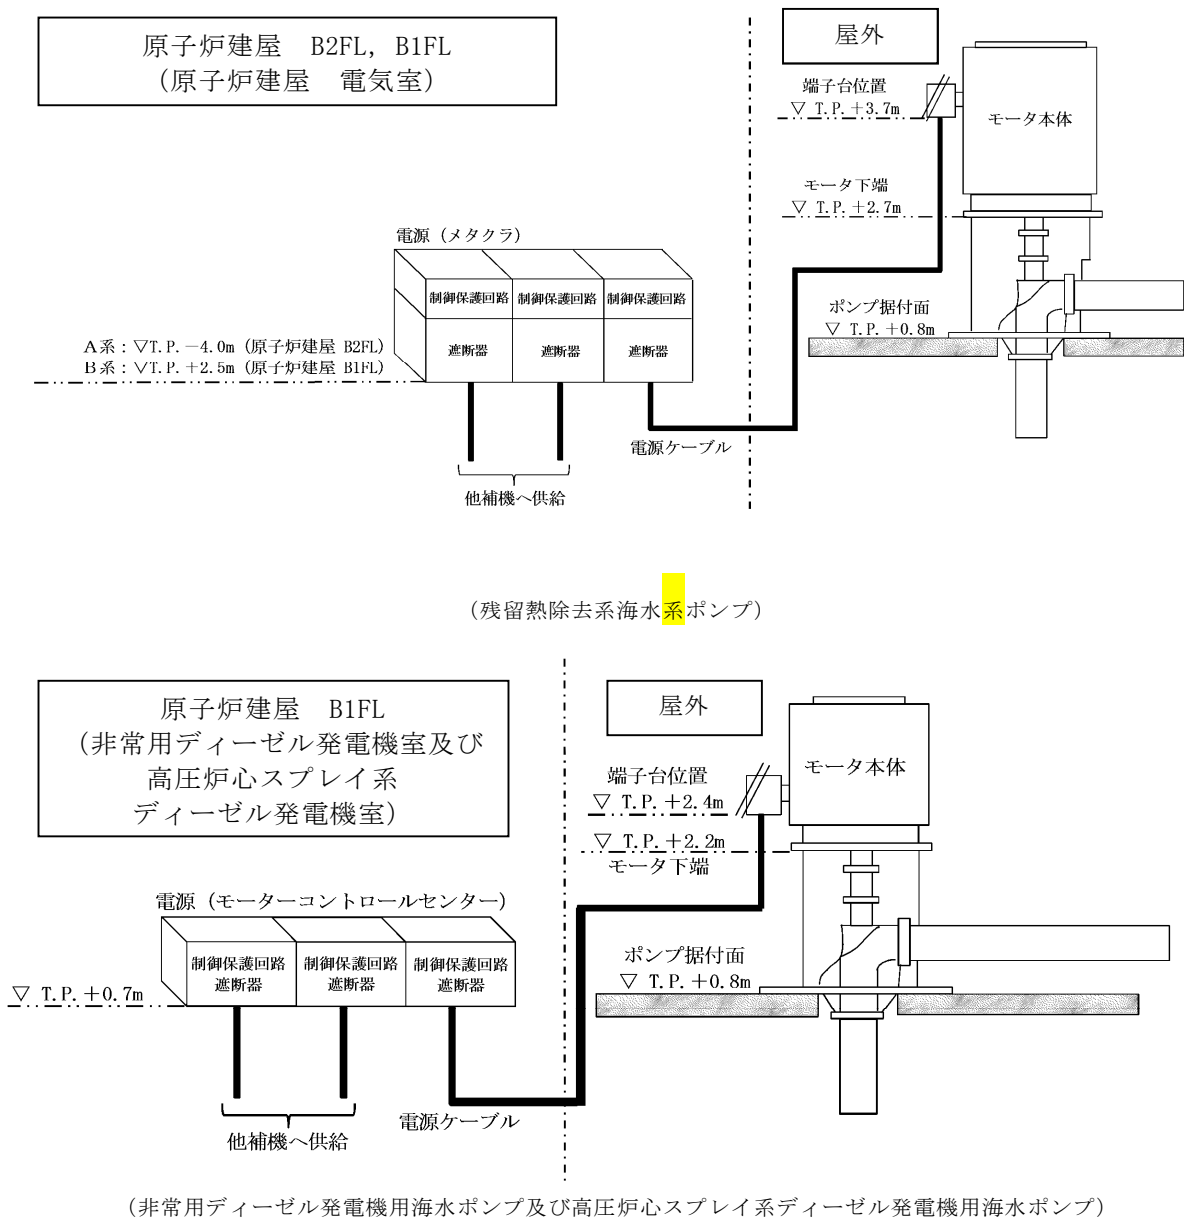 原子炉建屋　B2FL, B1FL
(原子炉建屋　電気室)
屋外
端子台位置
▽ T.P.＋3.7m
モータ本体
モータ下端
▽ T.P.＋2.7m
電源 (メタクラ)
制御保護回路 制御保護回路 制御保護回路
ポンプ据付面
▽ T.P.＋0.8m
遮断器 遮断器 遮断器
A系：▽T.P.－4.0m (原子炉建屋 B2FL)
B系：▽T.P.＋2.5m (原子炉建屋 B1FL)
電源ケーブル
他補機へ供給
(残留熱除去系海水系ポンプ)
原子炉建屋　B1FL
(非常用ディーゼル発電機室及び
高圧炉心スプレイ系
ディーゼル発電機室)
屋外
モータ本体
端子台位置
▽ T.P.＋2.4m
▽ T.P.＋2.2m
モータ下端
電源 (モーターコントロールセンター)
制御保護回路 制御保護回路 制御保護回路
遮断器 遮断器 遮断器
ポンプ据付面
▽ T.P.＋0.8m
▽ T.P.＋0.7m
電源ケーブル
他補機へ供給
(非常用ディーゼル発電機用海水ポンプ及び高圧炉心スプレイ系ディーゼル発電機用海水ポンプ)